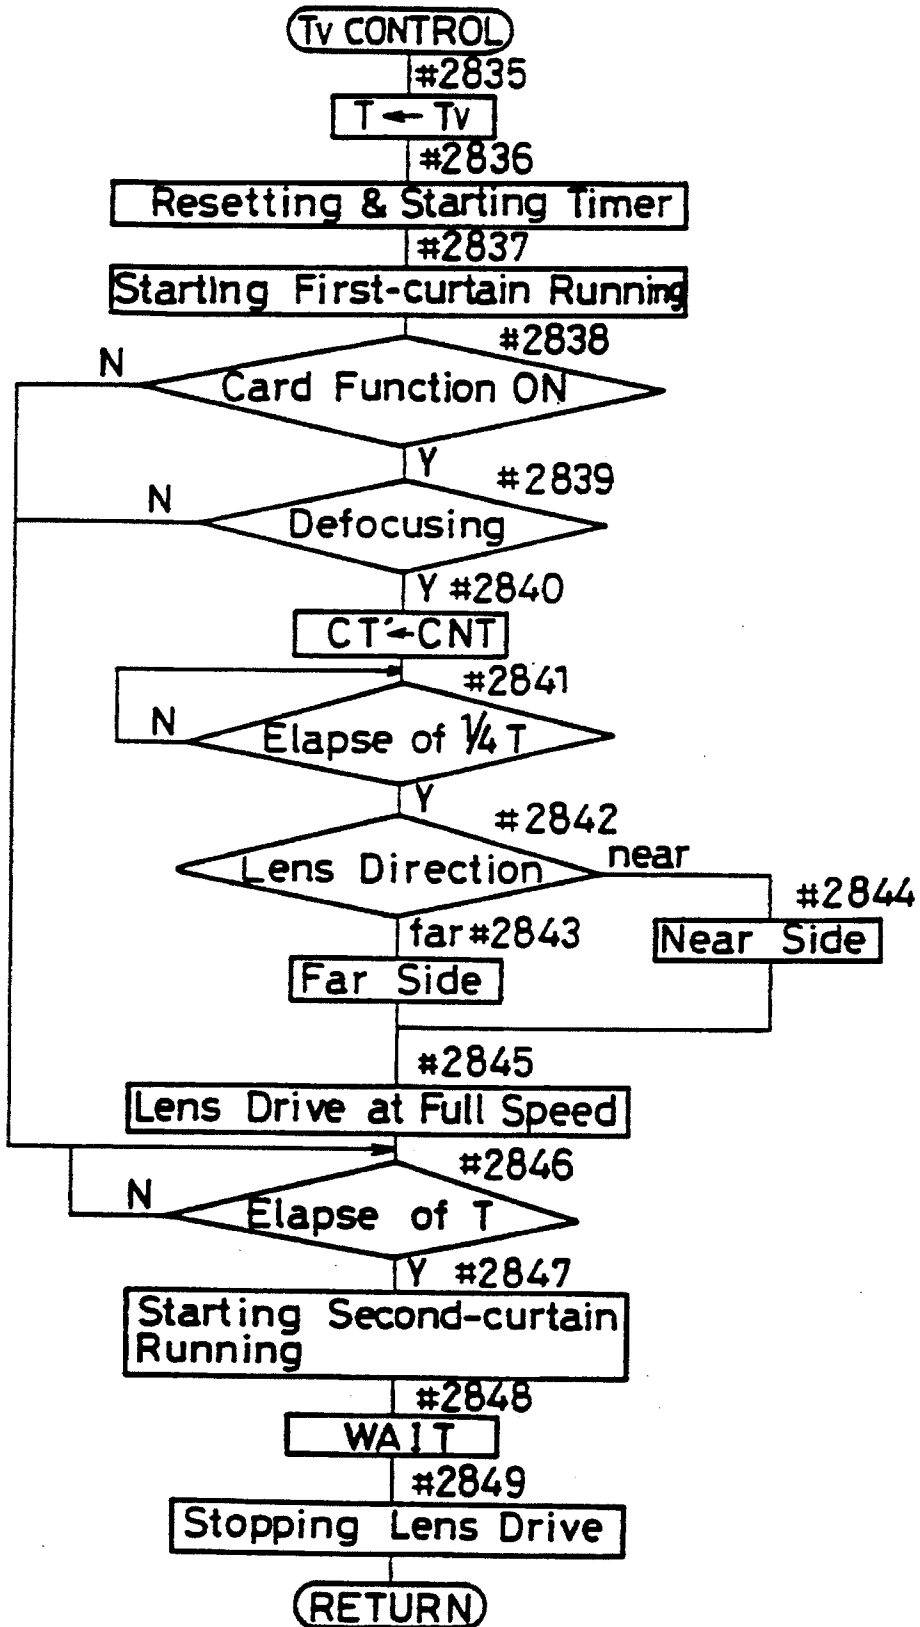 Tv CONTROL
#2835
T ← Tv
#2836
Resetting & Starting Timer
#2837
Starting First-curtain Running
#2838
N
Card Function ON
Y
#2839
N
Defocusing
Y #2840
CT'←CNT
#2841
N
Elapse of 1/4 T
Y
#2842
Lens Direction
near
#2844
far #2843
Near Side
Far Side
#2845
Lens Drive at Full Speed
#2846
N
Elapse of T
Y #2847
Starting Second-curtain
Running
#2848
WAIT
#2849
Stopping Lens Drive
RETURN